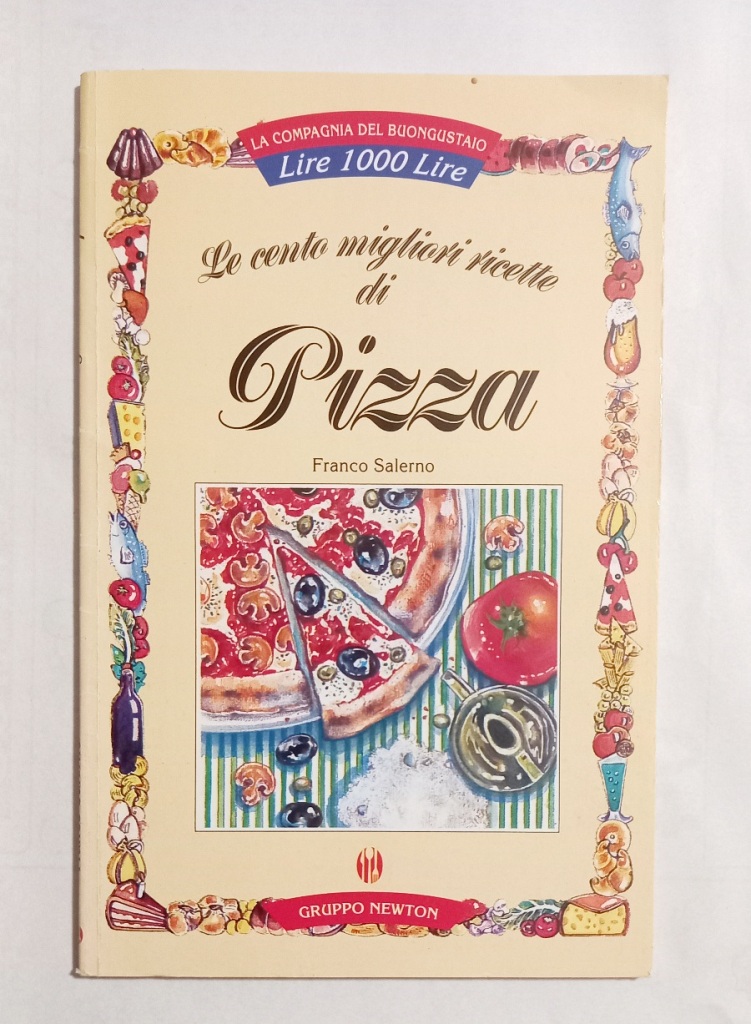 LA COMPAGNIA DEL BUONGUSTAIO
Lire 1000 Lire
Le cento migliori ricette
di
Pizza
Franco Salerno
GRUPPO NEWTON